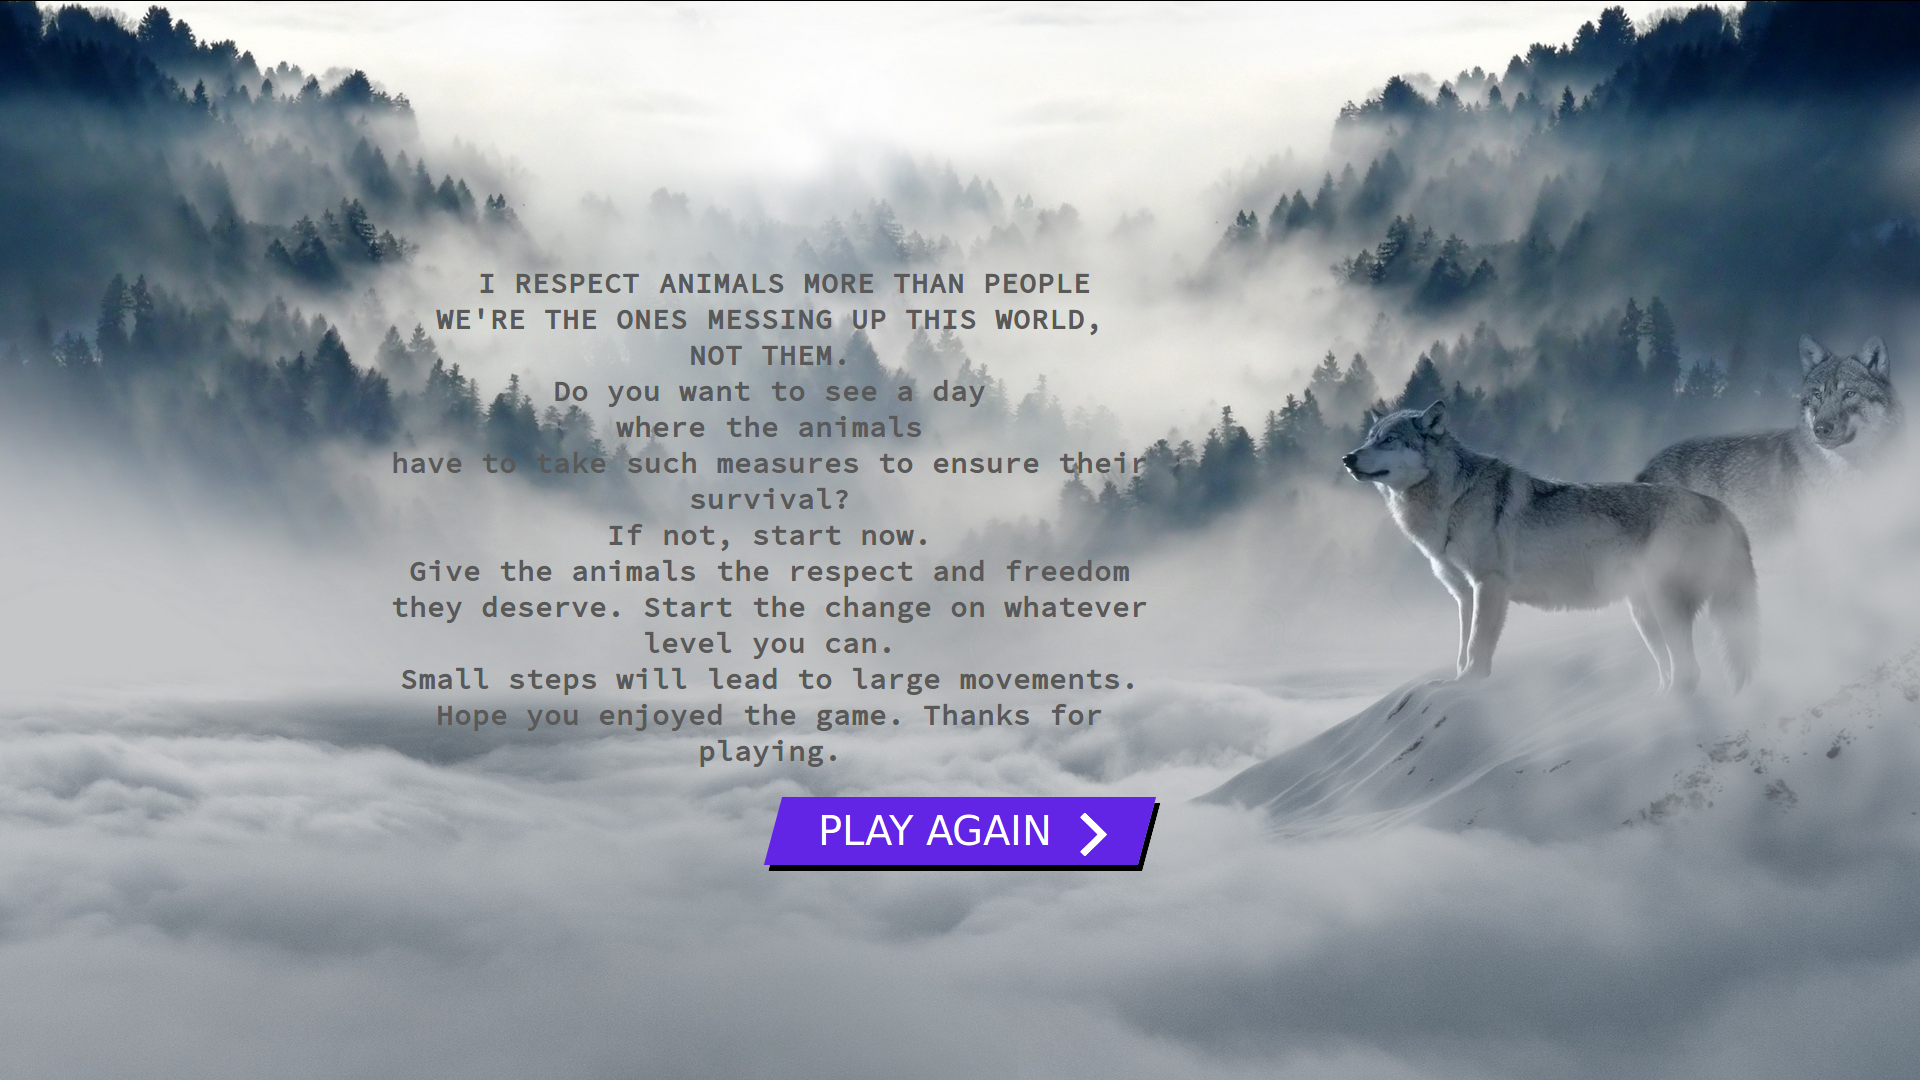 I RESPECT ANIMALS MORE THAN PEOPLE
WE'RE THE ONES MESSING UP THIS WORLD,
NOT THEM.
Do you want to see a day
where the animals
have to take such measures to ensure their
survival?
If not, start now.
Give the animals the respect and freedom
they deserve. Start the change on whatever
level you can.
Small steps will lead to large movements.
Hope you enjoyed the game. Thanks for
playing.
PLAY AGAIN